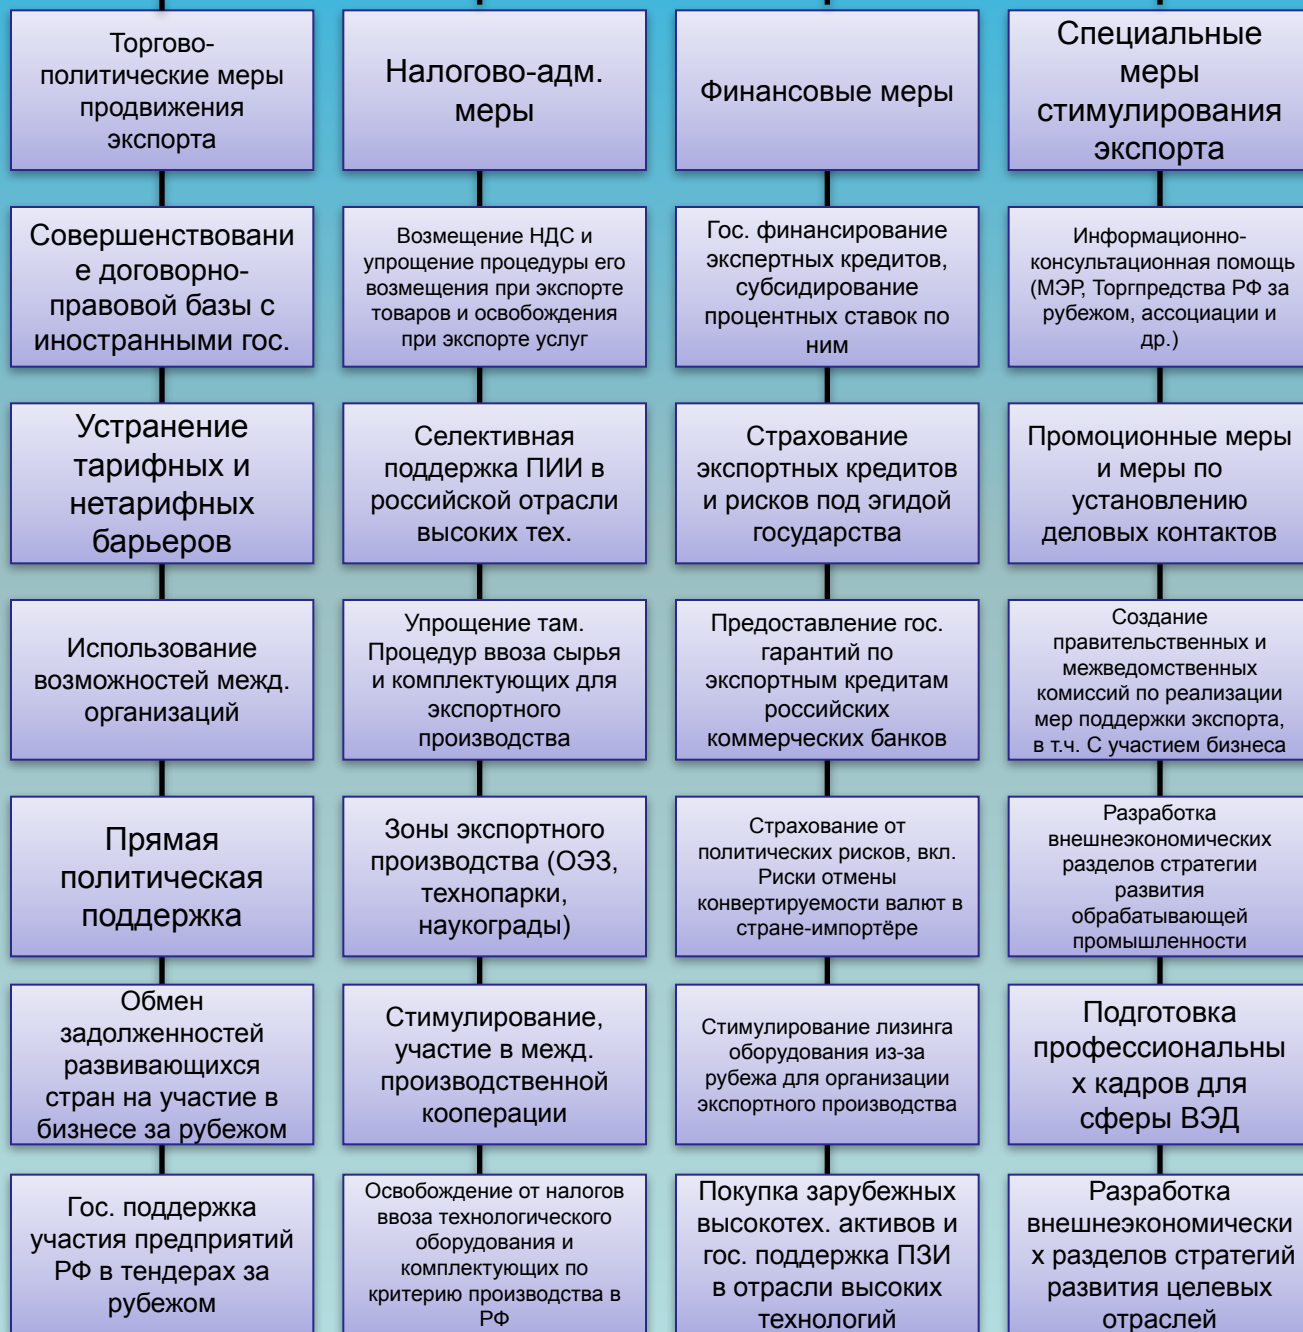 Торгово-
политические меры
продвижения
экспорта
Налогово-адм.
меры
Финансовые меры
Специальные
меры
стимулирования
экспорта
Совершенствовани
е договорно-
правовой базы с
иностранными гос.
Возмещение НДС и
упрощение процедуры его
возмещения при экспорте
товаров и освобождения
при экспорте услуг
Гос. финансирование
экспертных кредитов,
субсидирование
процентных ставок по
ним
Информационно-
консультационная помощь
(МЭР, Торгпредства РФ за
рубежом, ассоциации и
др.)
Устранение
тарифных и
нетарифных
барьеров
Селективная
поддержка ПИИ в
российской отрасли
высоких тех.
Страхование
экспортных кредитов
и рисков под эгидой
государства
Промоционные меры
и меры по
установлению
деловых контактов
Использование
возможностей межд.
организаций
Упрощение там.
Процедур ввоза сырья
и комплектующих для
экспортного
производства
Предоставление гос.
гарантий по
экспортным кредитам
российских
коммерческих банков
Создание
правительственных и
межведомственных
комиссий по реализации
мер поддержки экспорта,
в т.ч. С участием бизнеса
Прямая
политическая
поддержка
Зоны экспортного
производства (ОЭЗ,
технопарки,
наукограды)
Страхование от
политических рисков, вкл.
Риски отмены
конвертируемости валют в
стране-импортёре
Разработка
внешнеэкономических
разделов стратегии
развития
обрабатывающей
промышленности
Обмен
задолженностей
развивающихся
стран на участие в
бизнесе за рубежом
Стимулирование,
участие в межд.
производственной
кооперации
Стимулирование лизинга
оборудования из-за
рубежа для организации
экспортного производства
Подготовка
профессиональны
х кадров для
сферы ВЭД
Гос. поддержка
участия предприятий
РФ в тендерах за
рубежом
Освобождение от налогов
ввоза технологического
оборудования и
комплектующих по
критерию производства в
РФ
Покупка зарубежных
высокотех. активов и
гос. поддержка ПЗИ
в отрасли высоких
технологий
Разработка
внешнеэкономически
х разделов стратегий
развития целевых
отраслей